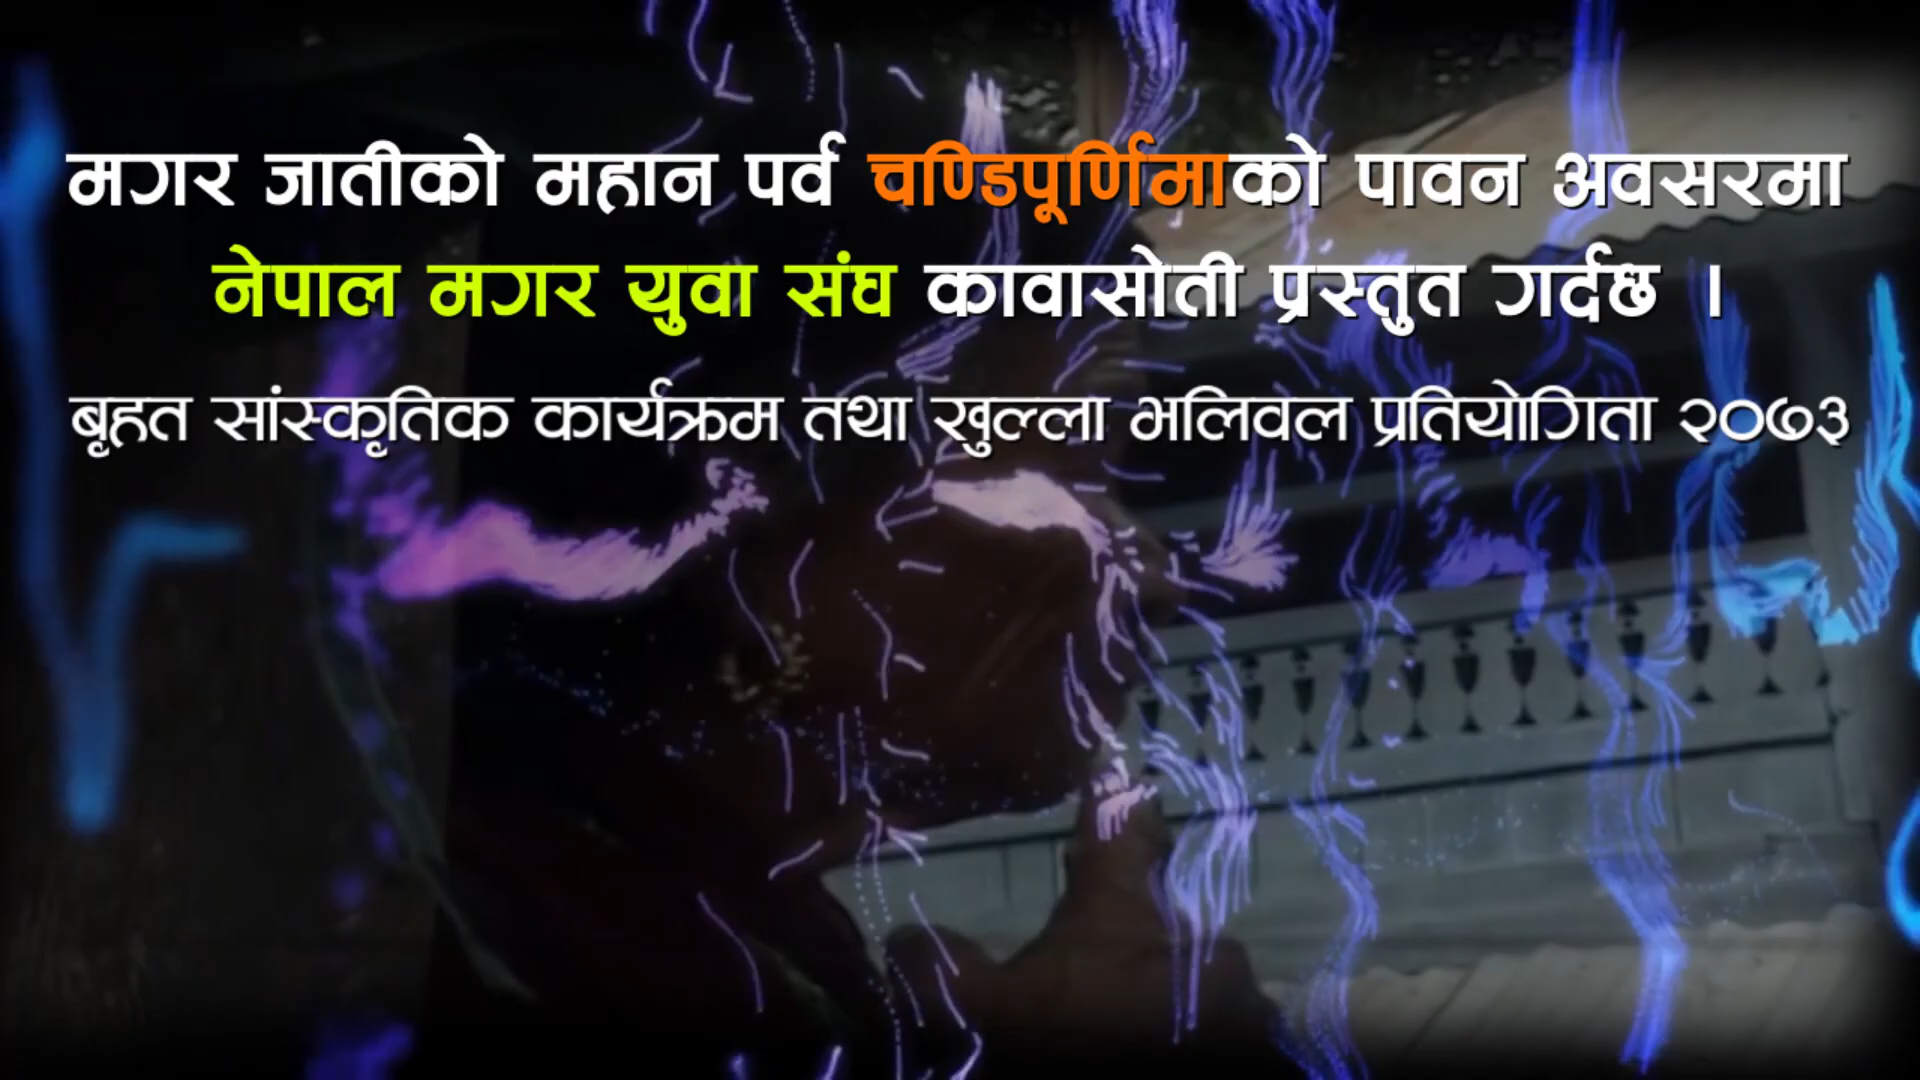 मगर जातीको महान पर्व चण्डिपूर्णिमाको पावन अवसरमा
नेपाल मगर युवा संघ कावासोती प्रस्तुत गर्दछ ।
बृहत सांस्कृतिक कार्यक्रम तथा खुल्ला भलिवल प्रतियोगिता २०७३